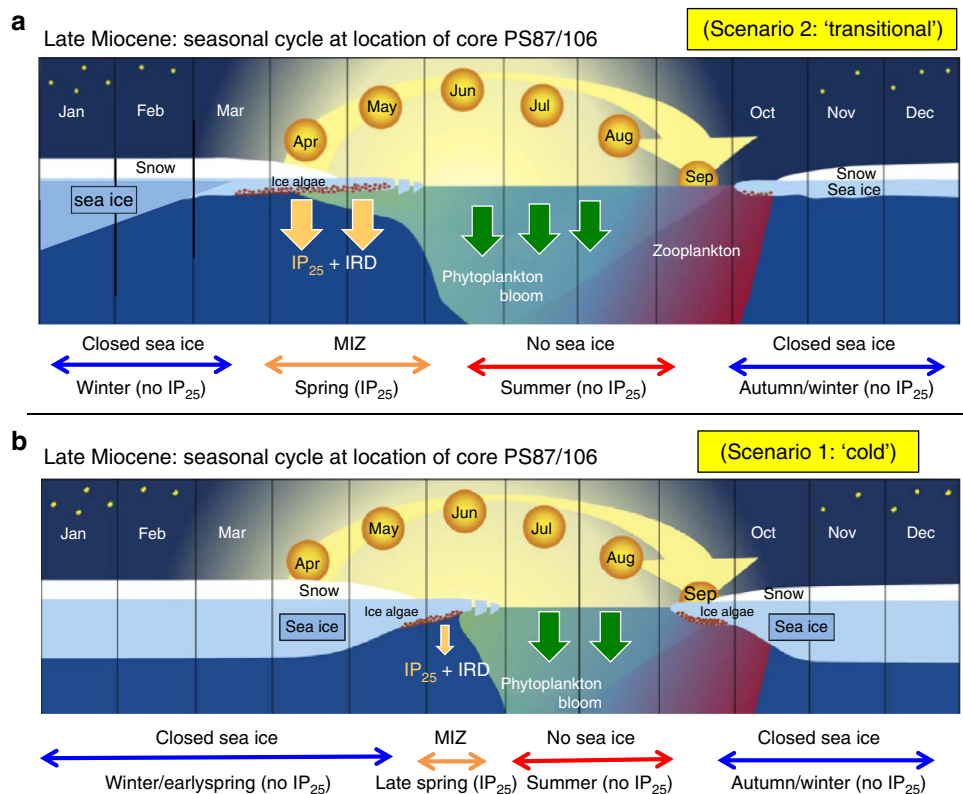 a
(Scenario 2: ‘transitional’)
Late Miocene: seasonal cycle at location of core PS87/106
Jan Feb Mar Apr May Jun Jul Aug Sep Oct Nov Dec
Snow
Ice algae
sea ice
Snow
Sea ice
IP25 + IRD
Phytoplankton
bloom
Zooplankton
Closed sea ice MIZ No sea ice Closed sea ice
Winter (no IP25) Spring (IP25) Summer (no IP25) Autumn/winter (no IP25)
b
(Scenario 1: ‘cold’)
Late Miocene: seasonal cycle at location of core PS87/106
Jan Feb Mar Apr May Jun Jul Aug Sep Oct Nov Dec
Snow
Snow
Sea ice
Ice algae
Ice algae
Sea ice
IP25 + IRD
Phytoplankton
bloom
Closed sea ice MIZ No sea ice Closed sea ice
Winter/earlyspring (no IP25) Late spring (IP25) Summer (no IP25) Autumn/winter (no IP25)